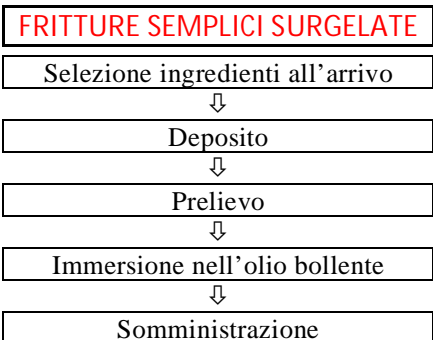 FRITTURE SEMPLICI SURGELATE
Selezione ingredienti all’arrivo
⇩
Deposito
⇩
Prelievo
⇩
Immersione nell’olio bollente
⇩
Somministrazione